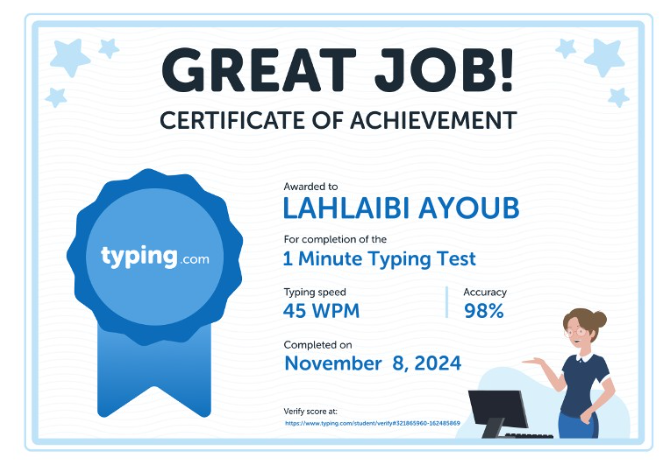 GREAT JOB!
CERTIFICATE OF ACHIEVEMENT
typing.com
Awarded to
LAHLAIBI AYOUB
For completion of the
1 Minute Typing Test
Typing speed
Accuracy
45 WPM
98%
Completed on
November 8, 2024
Verify score at:
https://www.typing.com/student/verify#321865960-162485869